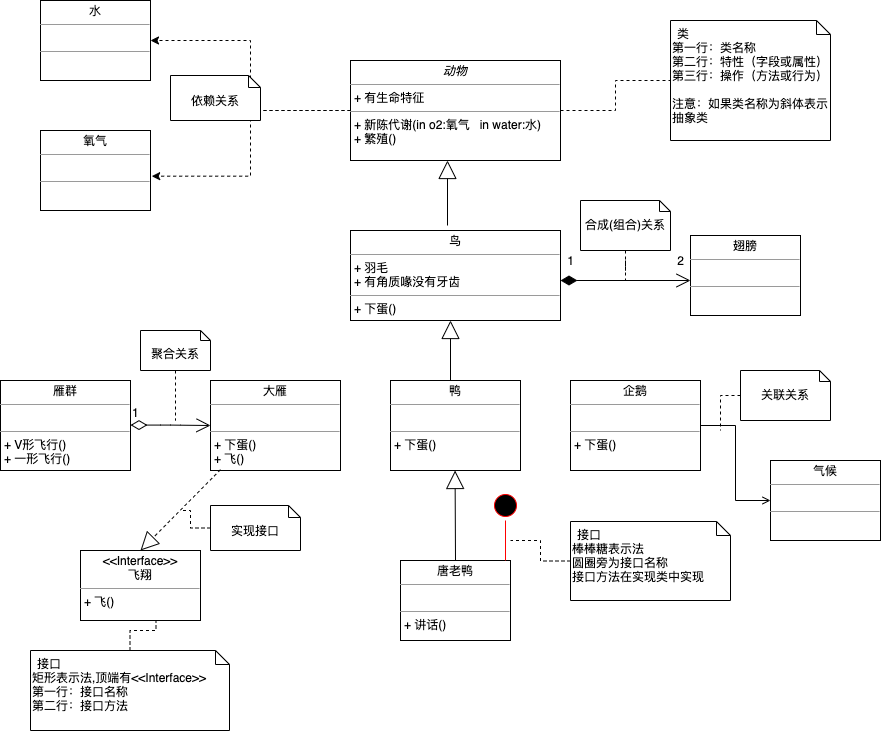 水
氧气
依赖关系
动物
+ 有生命特征
+ 新陈代谢(in o2:氧气 in water:水)
+ 繁殖()
类
第一行：类名称
第二行：特性（字段或属性）
第三行：操作（方法或行为）
注意：如果类名称为斜体表示
抽象类
鸟
+ 羽毛
+ 有角质喙没有牙齿
+ 下蛋()
合成(组合)关系
1
2
翅膀
聚合关系
雁群
+ V形飞行()
+ 一形飞行()
1
大雁
+ 下蛋()
+ 飞()
鸭
+ 下蛋()
企鹅
+ 下蛋()
关联关系
气候
实现接口
<<Interface>>
飞翔
+ 飞()
唐老鸭
+ 讲话()
接口
棒棒糖表示法
圆圈旁为接口名称
接口方法在实现类中实现
接口
矩形表示法,顶端有<<Interface>>
第一行：接口名称
第二行：接口方法